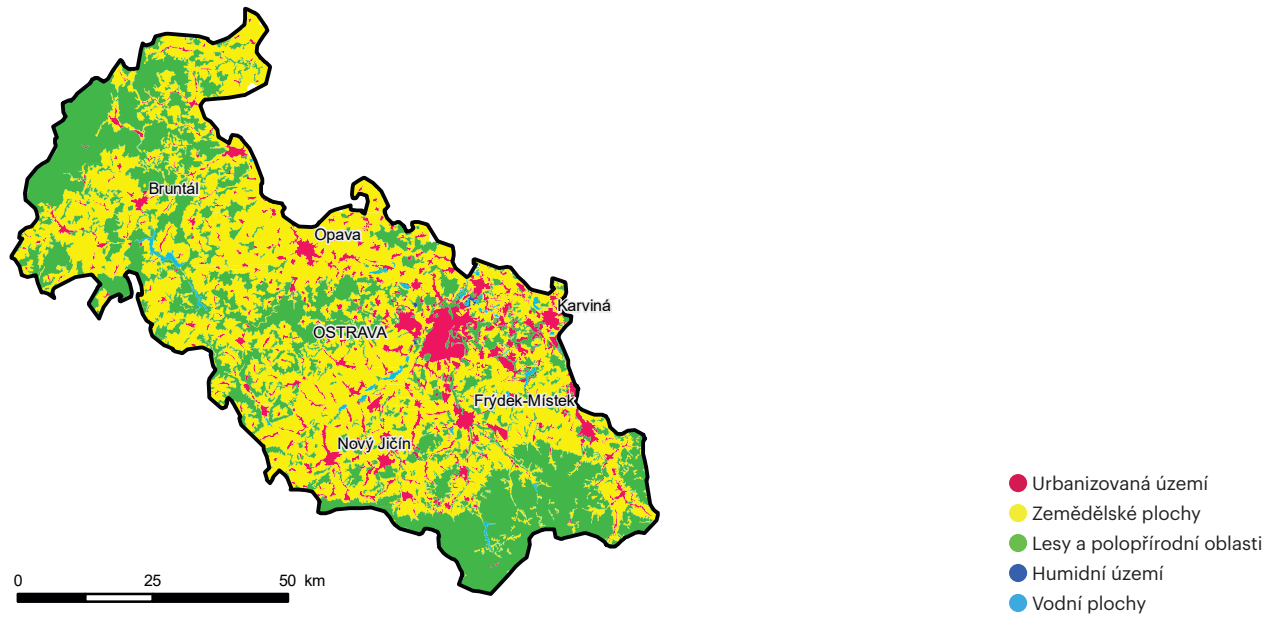 Bruntál
Opava
Karviná
OSTRAVA
Frýdek-Místek
Nový Jičín
0 25 50 km
Urbanizovaná území
Zemědělské plochy
Lesy a polopřírodní oblasti
Humidní území
Vodní plochy